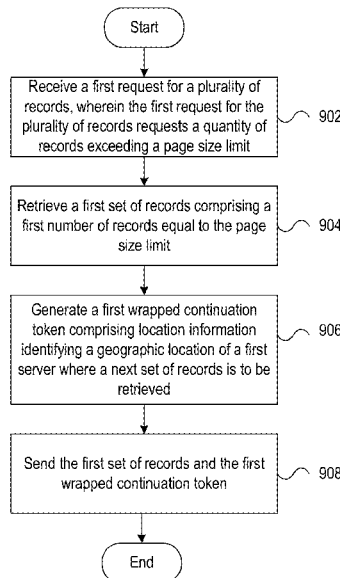 Start
Receive a first request for a plurality of
records, wherein the first request for the
plurality of records requests a quantity of
records exceeding a page size limit
902
Retrieve a first set of records comprising a
first number of records equal to the page
size limit
904
Generate a first wrapped continuation
token comprising location information
identifying a geographic location of a first
server where a next set of records is to be
retrieved
906
Send the first set of records and the first
wrapped continuation token
908
End